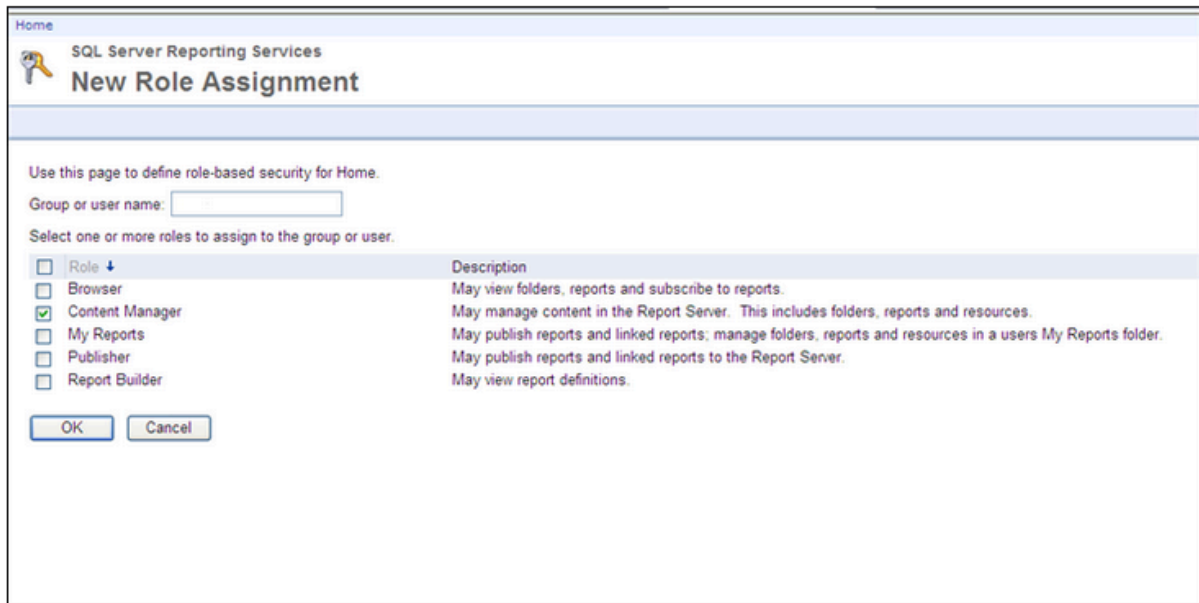 Home
SQL Server Reporting Services
New Role Assignment
Use this page to define role-based security for Home.
Group or user name:
Select one or more roles to assign to the group or user.
Role ↓ Description
Browser May view folders, reports and subscribe to reports.
Content Manager May manage content in the Report Server. This includes folders, reports and resources.
My Reports May publish reports and linked reports; manage folders, reports and resources in a users My Reports folder.
Publisher May publish reports and linked reports to the Report Server.
Report Builder May view report definitions.
OK Cancel